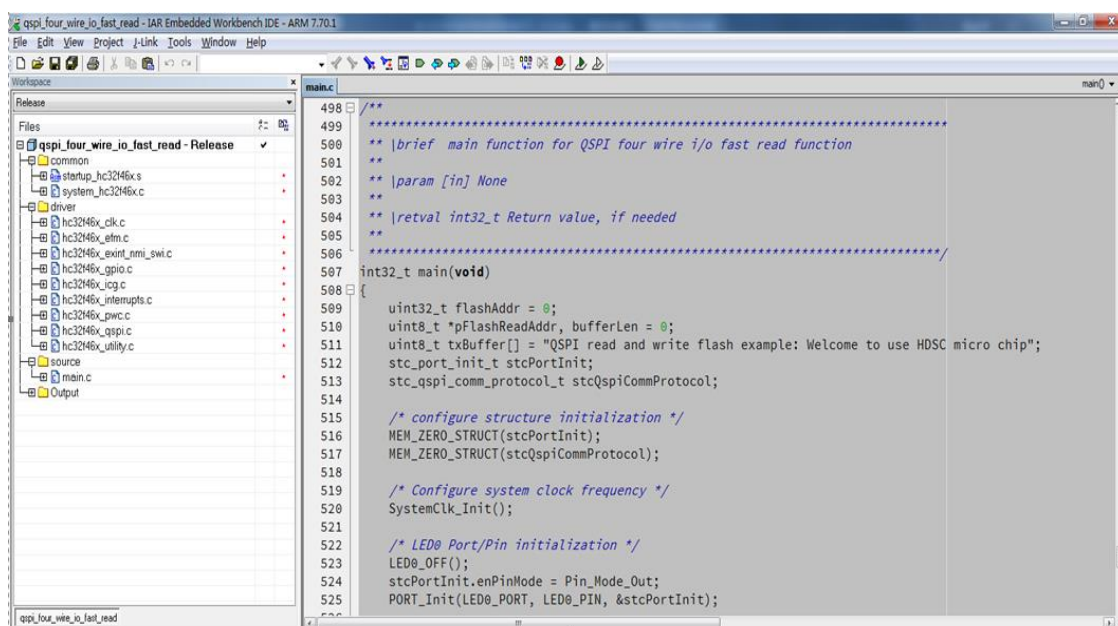 qspi_four_wire_io_fast_read - IAR Embedded Workbench IDE - ARM 7.70.1
File Edit View Project J-Link Tools Window Help
Workspace
Release
Files
qspi_four_wire_io_fast_read - Release
common
startup_hc32f46x.s
system_hc32f46x.c
driver
hc32f46x_clk.c
hc32f46x_efm.c
hc32f46x_exint_nmi_swi.c
hc32f46x_gpio.c
hc32f46x_icg.c
hc32f46x_interrupts.c
hc32f46x_pwc.c
hc32f46x_qspi.c
hc32f46x_utility.c
source
main.c
Output
qspi_four_wire_io_fast_read
main.c
main()
498 /**
499 *******************************************************************************
500 ** \brief main function for QSPI four wire i/o fast read function
501 **
502 ** \param [in] None
503 **
504 ** \retval int32_t Return value, if needed
505 **
506 ******************************************************************************/
507 int32_t main(void)
508 {
509 uint32_t flashAddr = 0;
510 uint8_t *pFlashReadAddr, bufferLen = 0;
511 uint8_t txBuffer[] = "QSPI read and write flash example: Welcome to use HDSC micro chip";
512 stc_port_init_t stcPortInit;
513 stc_qspi_comm_protocol_t stcQspiCommProtocol;
514
515 /* configure structure initialization */
516 MEM_ZERO_STRUCT(stcPortInit);
517 MEM_ZERO_STRUCT(stcQspiCommProtocol);
518
519 /* Configure system clock frequency */
520 SystemClk_Init();
521
522 /* LED0 Port/Pin initialization */
523 LED0_OFF();
524 stcPortInit.enPinMode = Pin_Mode_Out;
525 PORT_Init(LED0_PORT, LED0_PIN, &stcPortInit);